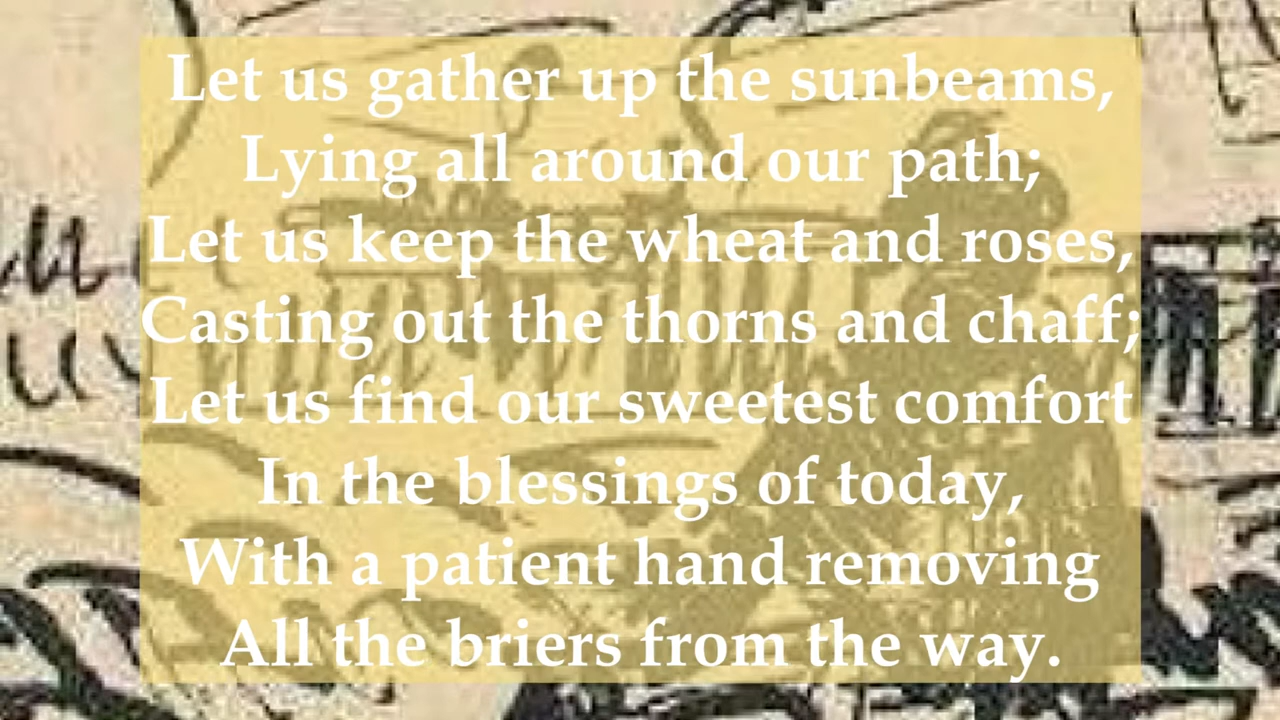 Let us gather up the sunbeams,
Lying all around our path;
Let us keep the wheat and roses,
Casting out the thorns and chaff;
Let us find our sweetest comfort
In the blessings of today,
With a patient hand removing
All the briers from the way.